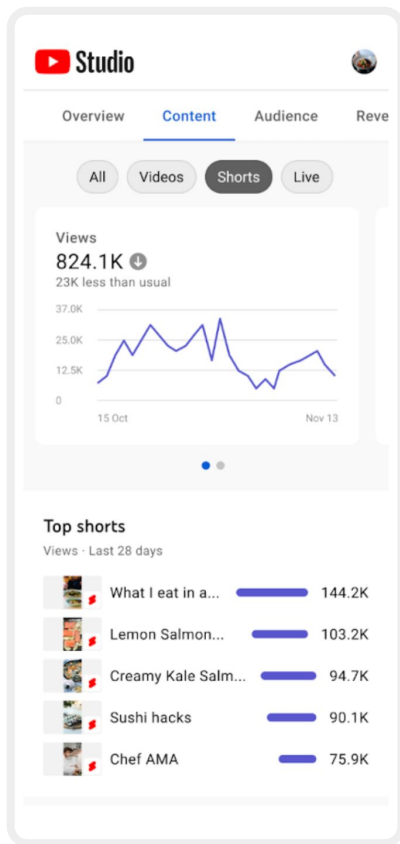 Studio
Overview Content Audience Reve
All Videos Shorts Live
Views
824.1K
23K less than usual
37.0K
25.0K
12.5K
0
15 Oct Nov 13
Top shorts
Views · Last 28 days
What I eat in a... 144.2K
Lemon Salmon... 103.2K
Creamy Kale Salm... 94.7K
Sushi hacks 90.1K
Chef AMA 75.9K